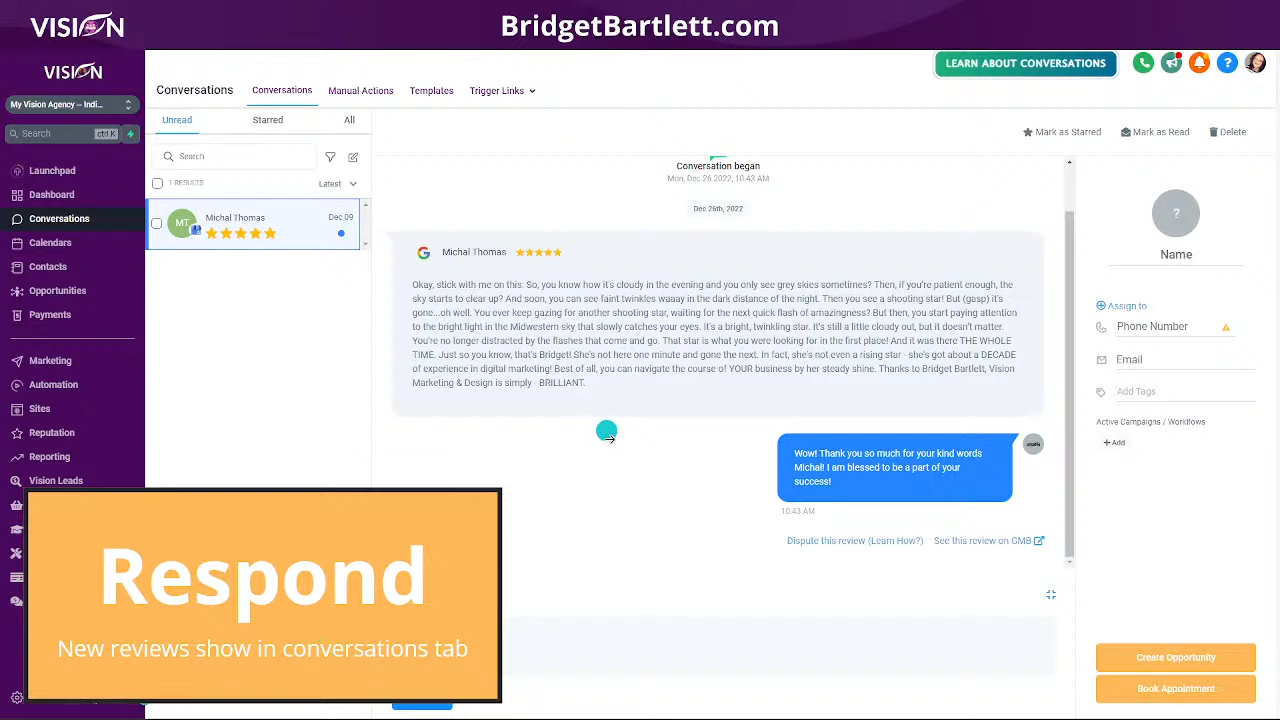 VISION
BridgetBartlett.com
VISION
LEARN ABOUT CONVERSATIONS
?
My Vision Agency -- Indi...
Search
ctrl K
Launchpad
Dashboard
Conversations
Calendars
Contacts
Opportunities
Payments
Marketing
Automation
Sites
Reputation
Reporting
Vision Leads
Conversations
Conversations
Manual Actions
Templates
Trigger Links
Unread
Starred
All
Search
1 RESULTS
Latest
MT
Michal Thomas
Dec 09
Mark as Starred
Mark as Read
Delete
Conversation began
Mon, Dec 26 2022, 10:43 AM
Dec 26th, 2022
Michal Thomas
Okay, stick with me on this. So, you know how it's cloudy in the evening and you only see grey skies sometimes? Then, if you're patient enough, the
sky starts to clear up? And soon, you can see faint twinkles waaay in the dark distance of the night. Then you see a shooting star! But (gasp) it's
gone...oh well. You ever keep gazing for another shooting star, waiting for the next quick flash of amazingness? But then, you start paying attention
to the bright light in the Midwestern sky that slowly catches your eyes. It's a bright, twinkling star. It's still a little cloudy out, but it doesn't matter.
You're no longer distracted by the flashes that come and go. That star is what you were looking for in the first place! And it was there THE WHOLE
TIME. Just so you know, that's Bridget! She's not here one minute and gone the next. In fact, she's not even a rising star - she's got about a DECADE
of experience in digital marketing! Best of all, you can navigate the course of YOUR business by her steady shine. Thanks to Bridget Bartlett, Vision
Marketing & Design is simply - BRILLIANT.
Wow! Thank you so much for your kind words
Michal! I am blessed to be a part of your
success!
10:43 AM
Dispute this review (Learn How?)
See this review on GMB
?
Name
Assign to
Phone Number
Email
Add Tags
Active Campaigns / Workflows
+ Add
Create Opportunity
Book Appointment
Respond
New reviews show in conversations tab